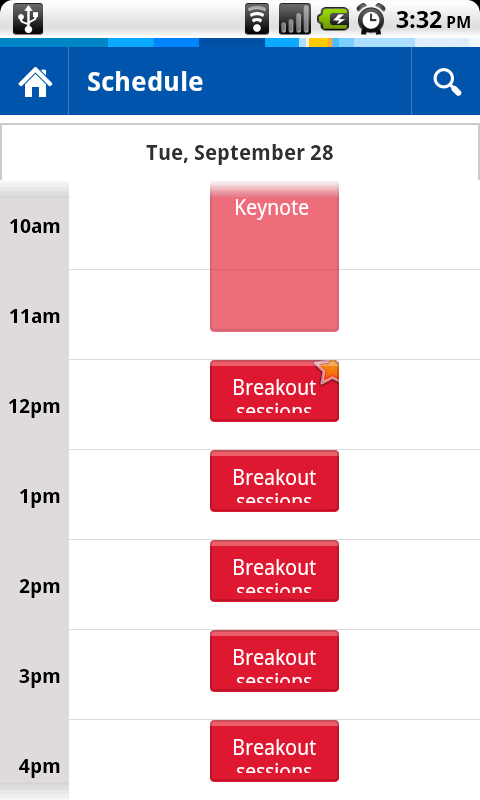 3:32 PM
Schedule
Tue, September 28
Keynote
10am
11am
Breakout
sessions
12pm
Breakout
sessions
1pm
Breakout
sessions
2pm
Breakout
sessions
3pm
Breakout
sessions
4pm